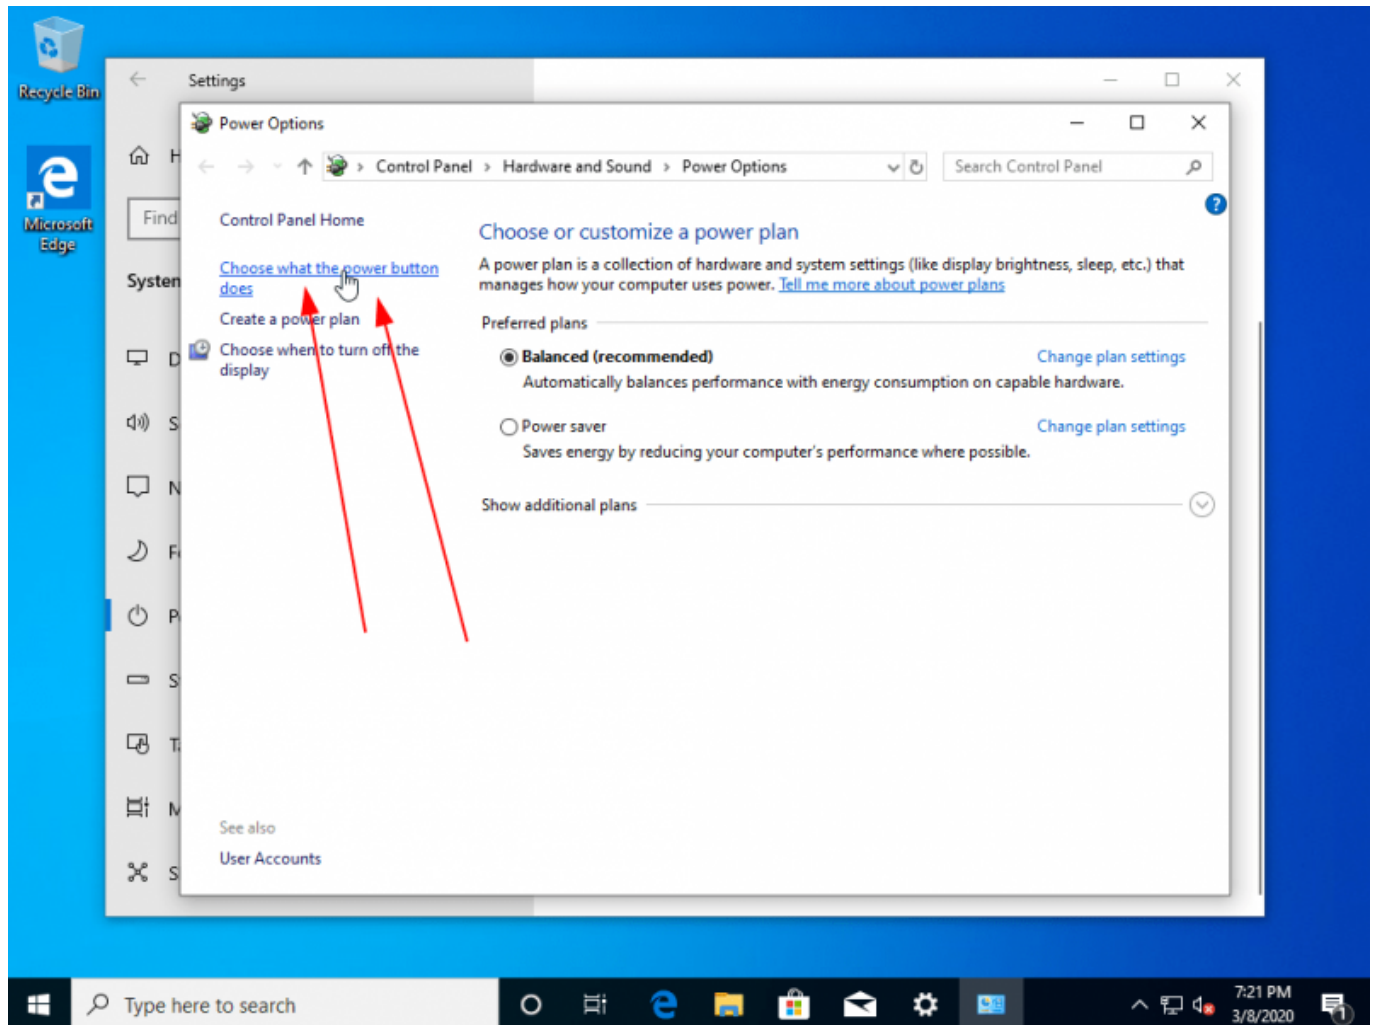 Recycle Bin
Microsoft
Edge
Settings
Find
System
Power Options
Control Panel > Hardware and Sound > Power Options
Search Control Panel
Control Panel Home
Choose what the power button
does
Create a power plan
Choose when to turn off the
display
See also
User Accounts
?
Choose or customize a power plan
A power plan is a collection of hardware and system settings (like display brightness, sleep, etc.) that
manages how your computer uses power. Tell me more about power plans
Preferred plans
Balanced (recommended)
Change plan settings
Automatically balances performance with energy consumption on capable hardware.
Power saver
Change plan settings
Saves energy by reducing your computer's performance where possible.
Show additional plans
Type here to search
7:21 PM
3/8/2020
1